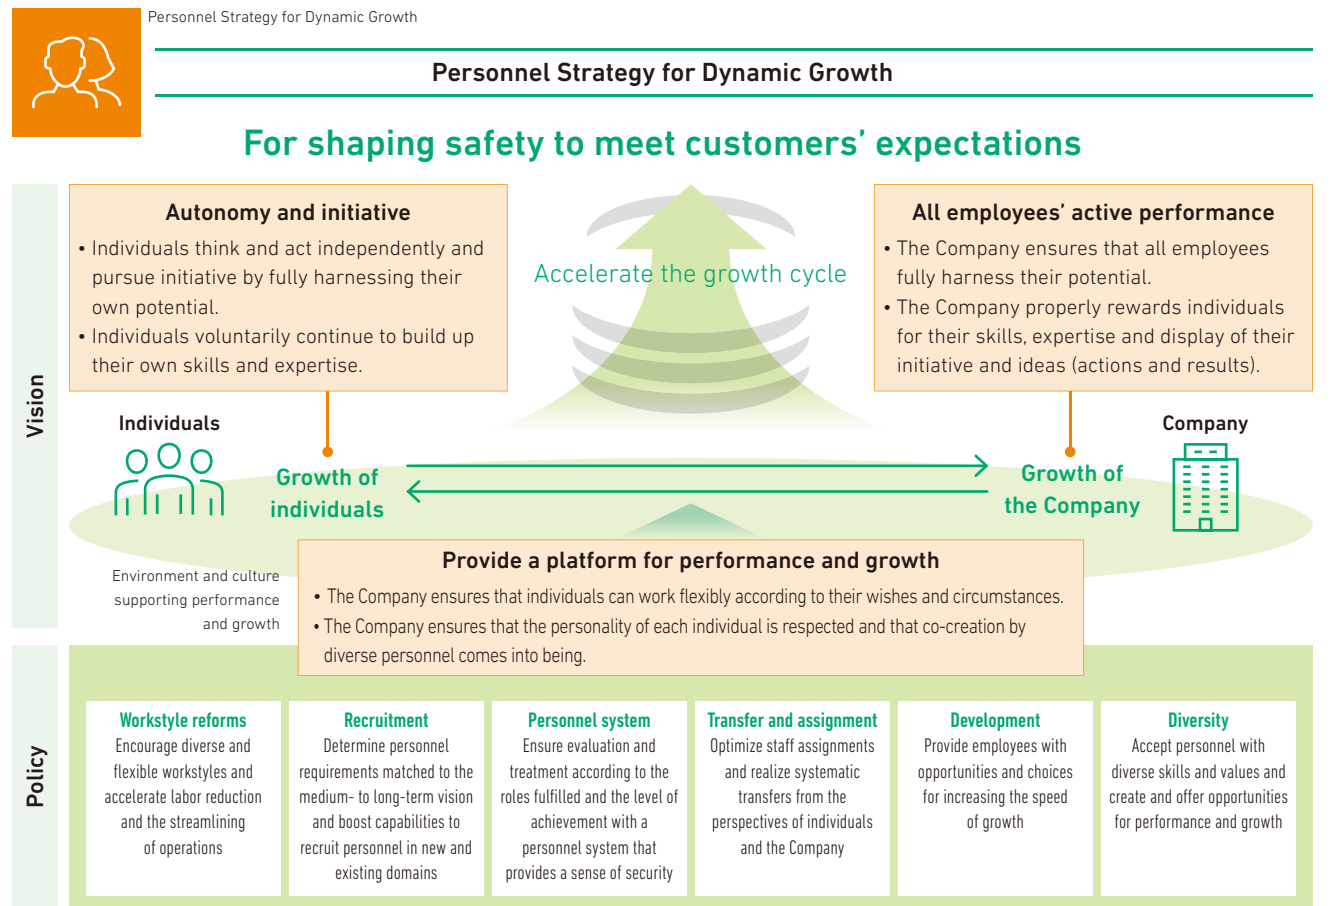 Personnel Strategy for Dynamic Growth
Personnel Strategy for Dynamic Growth
For shaping safety to meet customers’ expectations
Vision
Autonomy and initiative
• Individuals think and act independently and
pursue initiative by fully harnessing their
own potential.
• Individuals voluntarily continue to build up
their own skills and expertise.
Accelerate the growth cycle
All employees’ active performance
• The Company ensures that all employees
fully harness their potential.
• The Company properly rewards individuals
for their skills, expertise and display of their
initiative and ideas (actions and results).
Individuals
Growth of
individuals
Company
Growth of
the Company
Environment and culture
supporting performance
and growth
Provide a platform for performance and growth
• The Company ensures that individuals can work flexibly according to their wishes and circumstances.
• The Company ensures that the personality of each individual is respected and that co-creation by
diverse personnel comes into being.
Policy
Workstyle reforms
Encourage diverse and
flexible workstyles and
accelerate labor reduction
and the streamlining
of operations
Recruitment
Determine personnel
requirements matched to the
medium- to long-term vision
and boost capabilities to
recruit personnel in new and
existing domains
Personnel system
Ensure evaluation and
treatment according to the
roles fulfilled and the level of
achievement with a
personnel system that
provides a sense of security
Transfer and assignment
Optimize staff assignments
and realize systematic
transfers from the
perspectives of individuals
and the Company
Development
Provide employees with
opportunities and choices
for increasing the speed
of growth
Diversity
Accept personnel with
diverse skills and values and
create and offer opportunities
for performance and growth